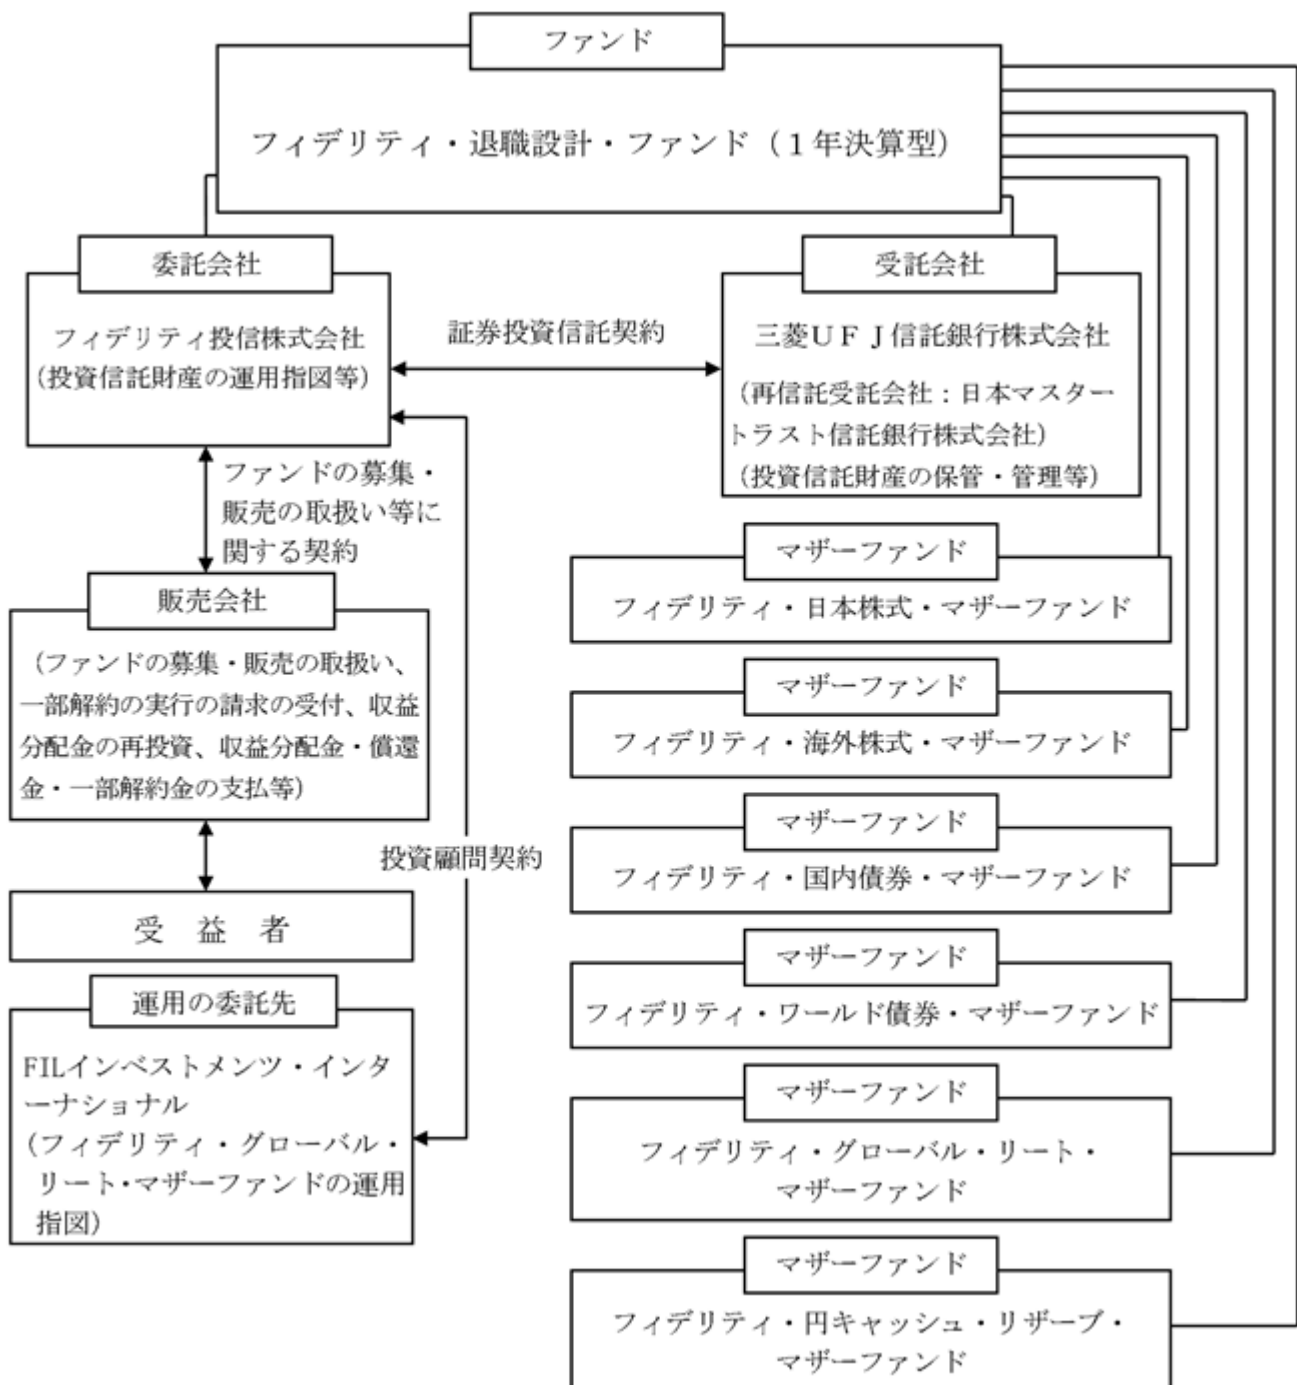 ファンド
フィデリティ・退職設計・ファンド(1年決算型)
委託会社
フィデリティ投信株式会社
(投資信託財産の運用指図等)
証券投資信託契約
受託会社
三菱UFJ信託銀行株式会社
(再信託受託会社:日本マスター
トラスト信託銀行株式会社)
(投資信託財産の保管・管理等)
ファンドの募集・
販売の取扱い等に
関する契約
販売会社
(ファンドの募集・販売の取扱い、
一部解約の実行の請求の受付、収益
分配金の再投資、収益分配金・償還
金・一部解約金の支払等)
投資顧問契約
受 益 者
運用の委託先
FILインベストメンツ・インタ
ーナショナル
(フィデリティ・グローバル・
リート・マザーファンドの運用
指図)
マザーファンド
フィデリティ・日本株式・マザーファンド
マザーファンド
フィデリティ・海外株式・マザーファンド
マザーファンド
フィデリティ・国内債券・マザーファンド
マザーファンド
フィデリティ・ワールド債券・マザーファンド
マザーファンド
フィデリティ・グローバル・リート・
マザーファンド
マザーファンド
フィデリティ・円キャッシュ・リザーブ・
マザーファンド